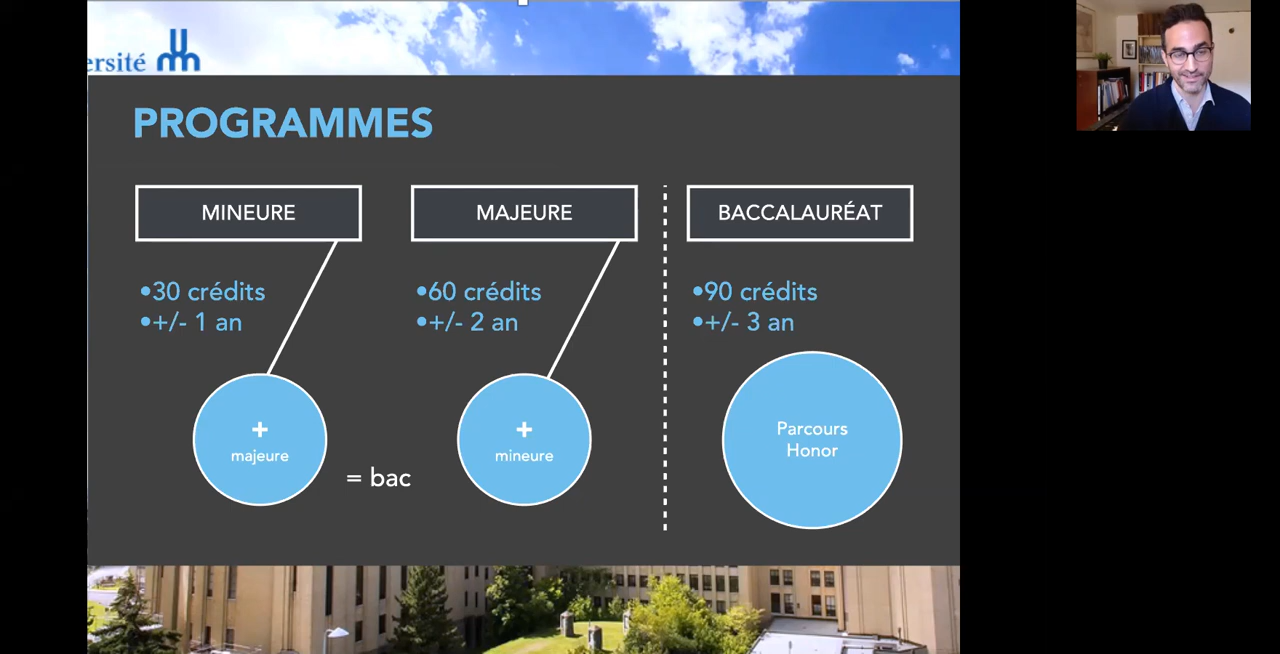 ersité
PROGRAMMES
MINEURE
•30 crédits
•+/- 1 an
+
majeure
= bac
MAJEURE
•60 crédits
•+/- 2 an
+
mineure
BACCALAURÉAT
•90 crédits
•+/- 3 an
Parcours
Honor